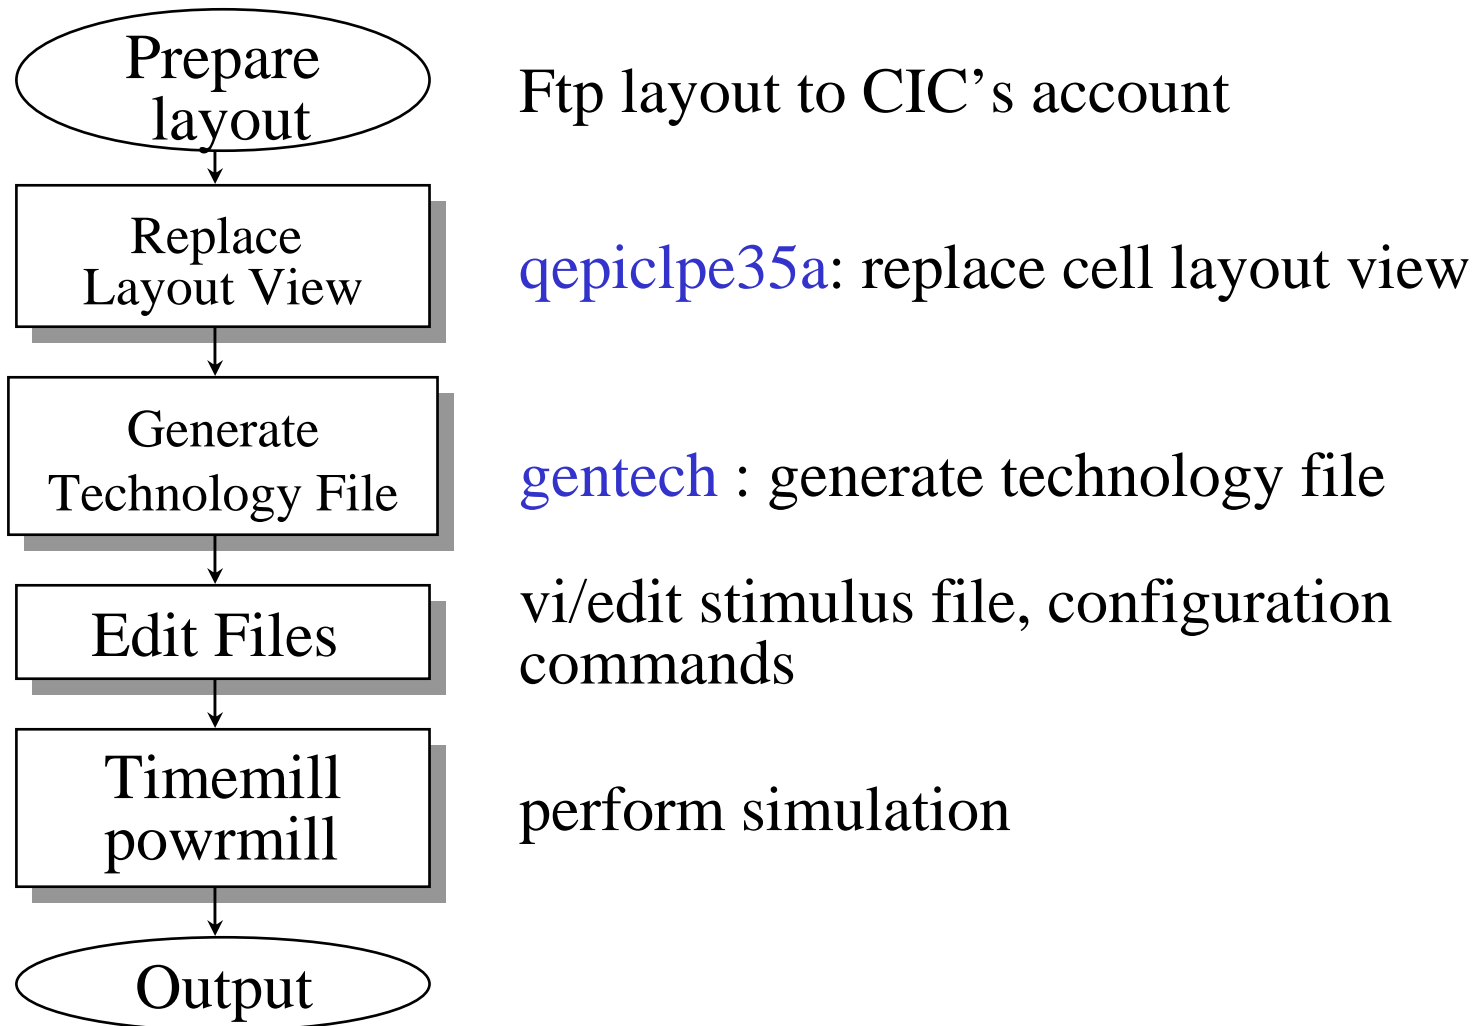 Prepare
layout
Ftp layout to CIC’s account
Replace
Layout View
qepiclpe35a: replace cell layout view
Generate
Technology File
gentech : generate technology file
Edit Files
vi/edit stimulus file, configuration
commands
Timemill
powrmill
perform simulation
Output